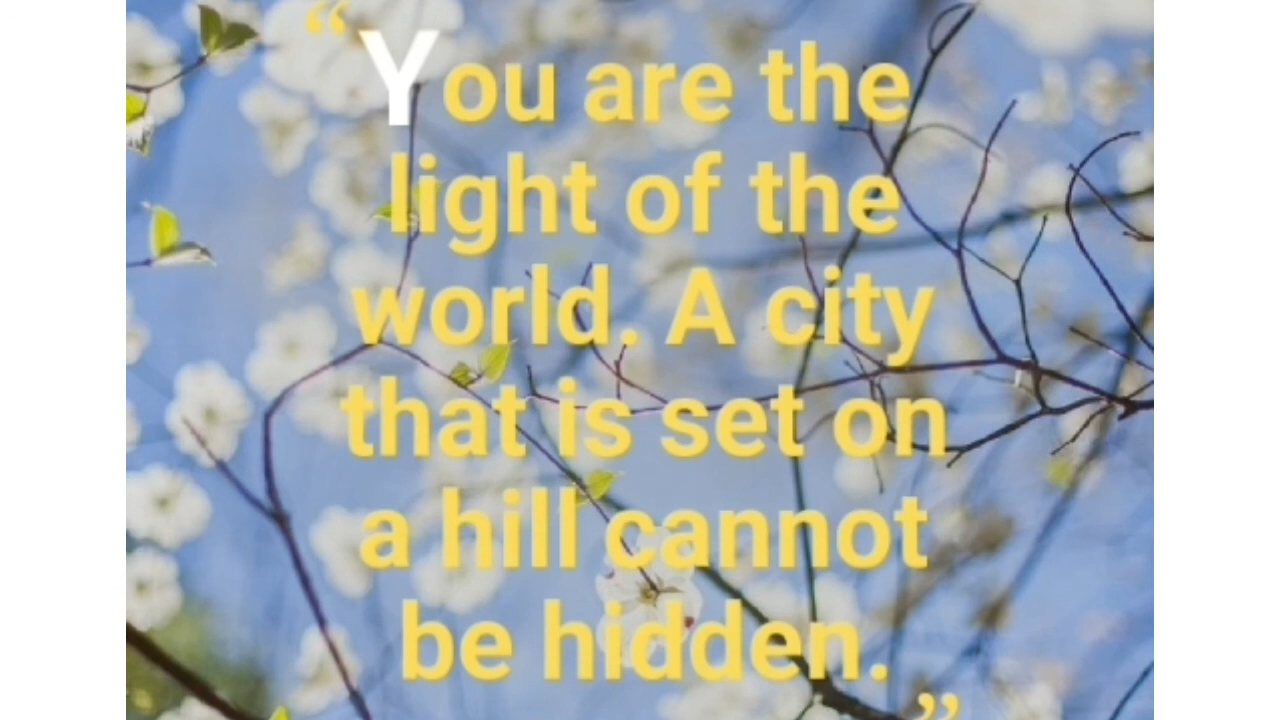 “You are the
light of the
world. A city
that is set on
a hill cannot
be hidden.”